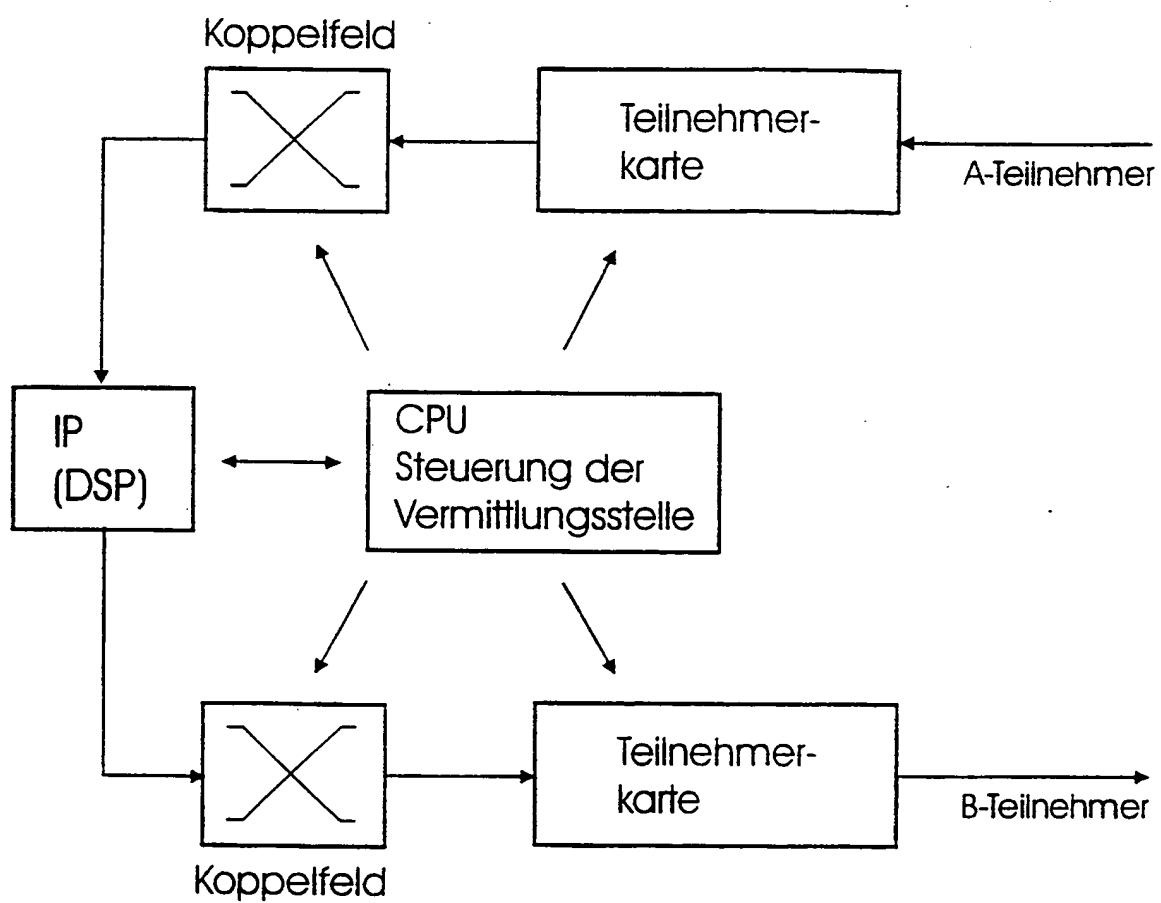 Koppelfeld
Teilnehmer-
karte
A-Teilnehmer
IP
(DSP)
CPU
Steuerung der
Vermittlungsstelle
Teilnehmer-
karte
B-Teilnehmer
Koppelfeld